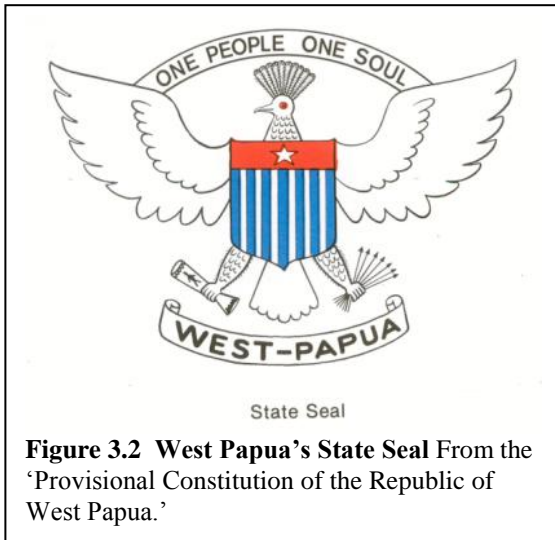 ONE PEOPLE ONE SOUL
WEST-PAPUA
State Seal
Figure 3.2 West Papua's State Seal From the
‘Provisional Constitution of the Republic of
West Papua.’